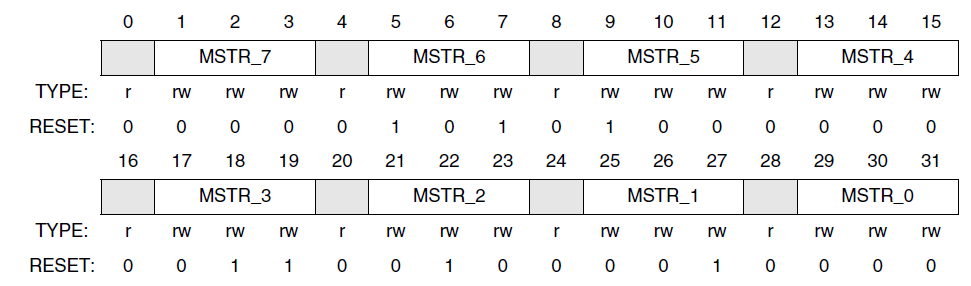 0 1 2 3 4 5 6 7 8 9 10 11 12 13 14 15
MSTR_7 MSTR_6 MSTR_5 MSTR_4
TYPE: r rw rw rw r rw rw rw r rw rw rw r rw rw rw
RESET: 0 0 0 0 0 1 0 1 0 1 0 0 0 0 0 0
16 17 18 19 20 21 22 23 24 25 26 27 28 29 30 31
MSTR_3 MSTR_2 MSTR_1 MSTR_0
TYPE: r rw rw rw r rw rw rw r rw rw rw r rw rw rw
RESET: 0 0 1 1 0 0 1 0 0 0 0 1 0 0 0 0